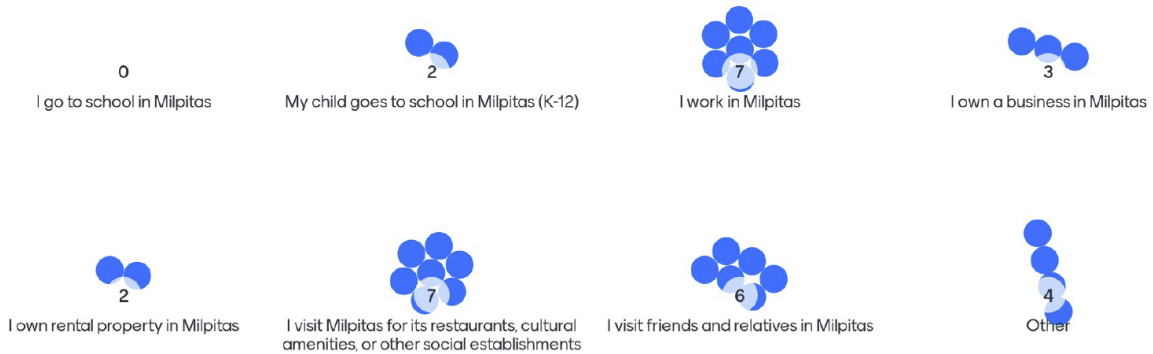 0
I go to school in Milpitas
2
My child goes to school in Milpitas (K-12)
7
I work in Milpitas
3
I own a business in Milpitas
2
I own rental property in Milpitas
7
I visit Milpitas for its restaurants, cultural
amenities, or other social establishments
6
I visit friends and relatives in Milpitas
4
Other